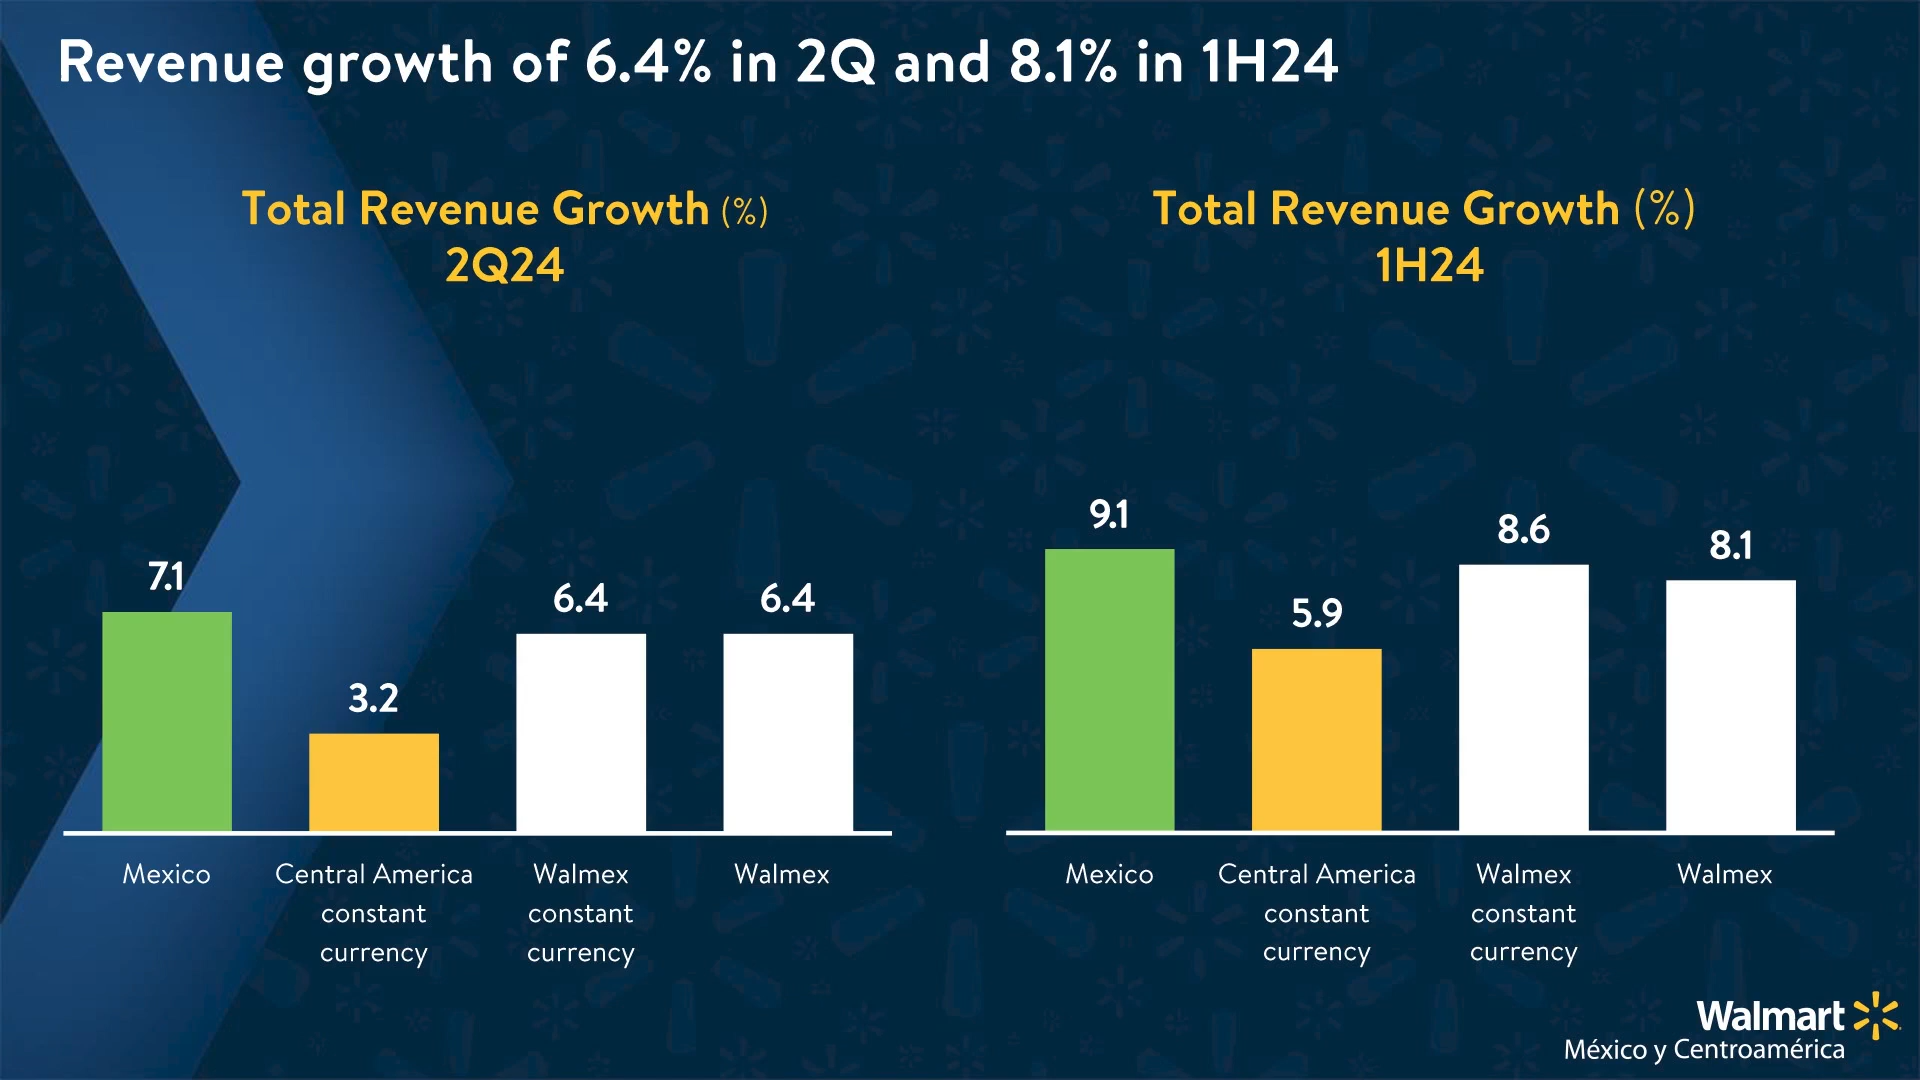 Revenue growth of 6.4% in 2Q and 8.1% in 1H24
Total Revenue Growth (%)
2Q24
7.1
3.2
6.4
6.4
Mexico
Central America
constant
currency
Walmex
constant
currency
Walmex
Total Revenue Growth (%)
1H24
9.1
5.9
8.6
8.1
Mexico
Central America
constant
currency
Walmex
constant
currency
Walmex
Walmart
México y Centroamérica